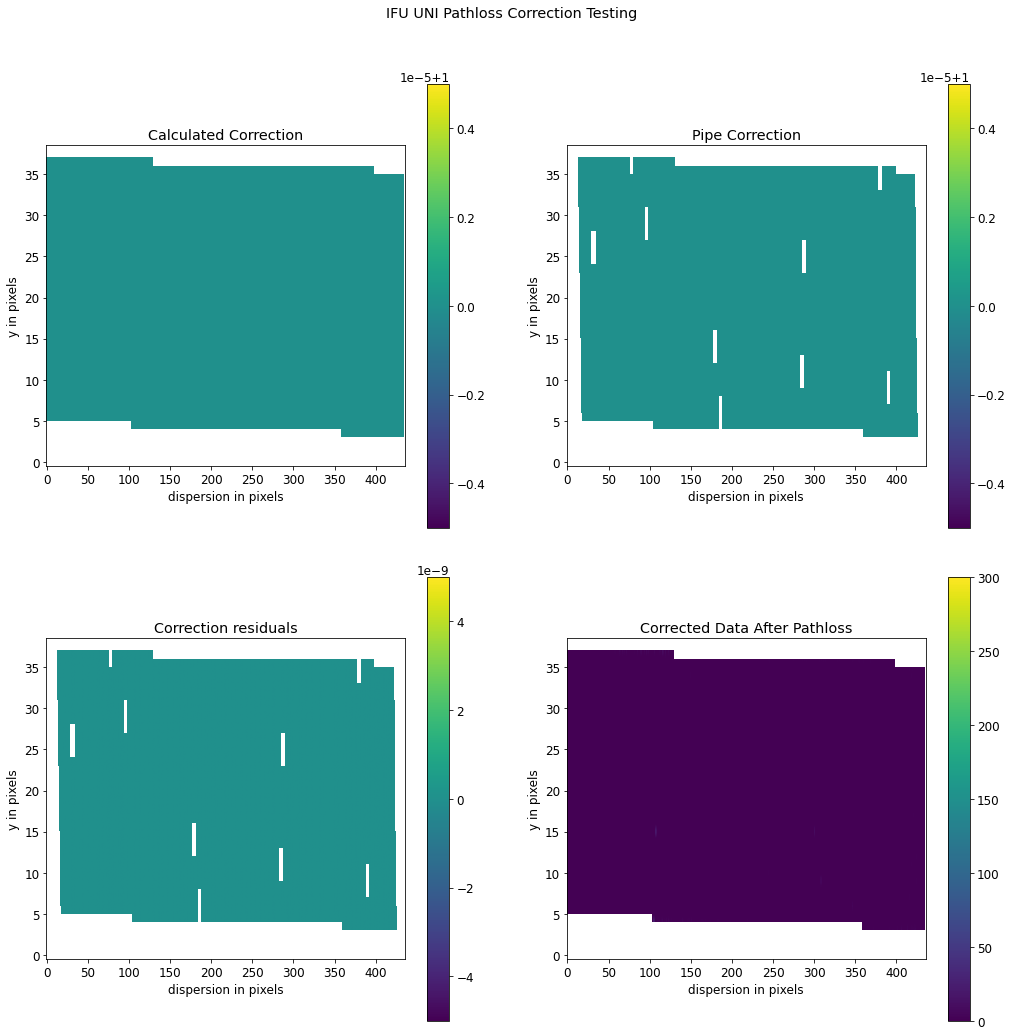 IFU UNI Pathloss Correction Testing
Calculated Correction
1e−5+1
35
30
25
20
15
10
5
0
y in pixels
0 50 100 150 200 250 300 350 400
dispersion in pixels
0.4
0.2
0.0
−0.2
−0.4
Pipe Correction
1e−5+1
35
30
25
20
15
10
5
0
y in pixels
0 50 100 150 200 250 300 350 400
dispersion in pixels
0.4
0.2
0.0
−0.2
−0.4
Correction residuals
1e−9
35
30
25
20
15
10
5
0
y in pixels
0 50 100 150 200 250 300 350 400
dispersion in pixels
4
2
0
−2
−4
Corrected Data After Pathloss
35
30
25
20
15
10
5
0
y in pixels
0 50 100 150 200 250 300 350 400
dispersion in pixels
300
250
200
150
100
50
0